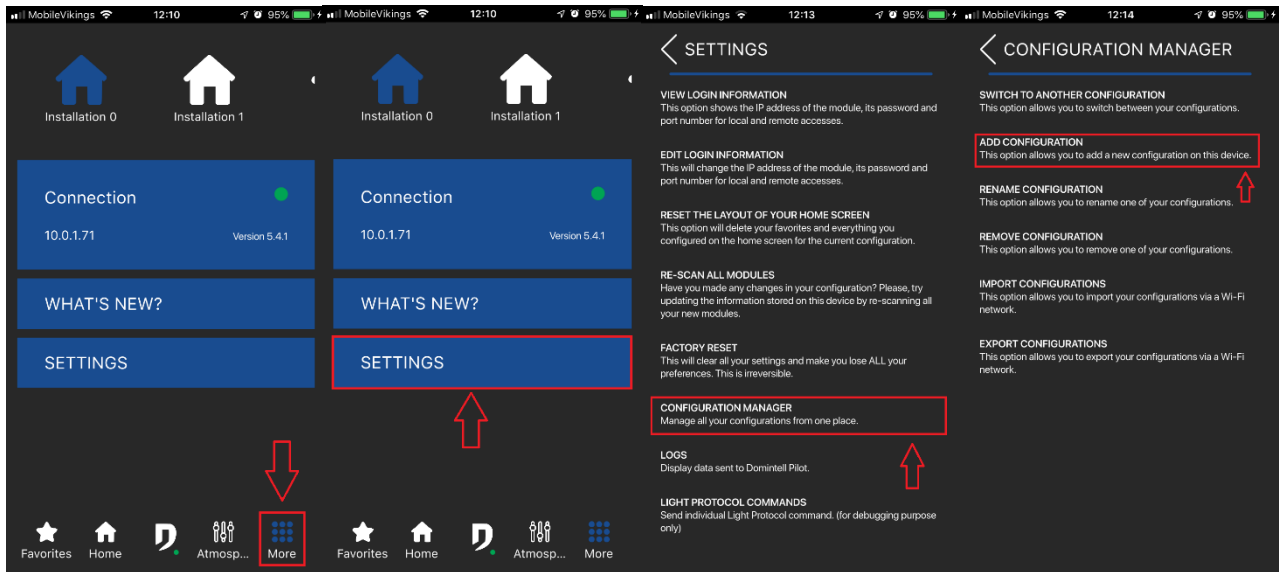 MobileVikings 12:10 95%
Installation 0 Installation 1
Connection
10.0.1.71 Version 5.4.1
WHAT'S NEW?
SETTINGS
Favorites Home Atmosp... More
MobileVikings 12:10 95%
Installation 0 Installation 1
Connection
10.0.1.71 Version 5.4.1
WHAT'S NEW?
SETTINGS
Favorites Home Atmosp... More
MobileVikings 12:13 95%
SETTINGS
VIEW LOGIN INFORMATION
This option shows the IP address of the module, its password and
port number for local and remote accesses.
EDIT LOGIN INFORMATION
This will change the IP address of the module, its password and
port number for local and remote accesses.
RESET THE LAYOUT OF YOUR HOME SCREEN
This option will delete your favorites and everything you
configured on the home screen for the current configuration.
RE-SCAN ALL MODULES
Have you made any changes in your configuration? Please, try
updating the information stored on this device by re-scanning all
your new modules.
FACTORY RESET
This will clear all your settings and make you lose ALL your
preferences. This is irreversible.
CONFIGURATION MANAGER
Manage all your configurations from one place.
LOGS
Display data sent to Domintell Pilot.
LIGHT PROTOCOL COMMANDS
Send individual Light Protocol command. (for debugging purpose
only)
MobileVikings 12:14 95%
CONFIGURATION MANAGER
SWITCH TO ANOTHER CONFIGURATION
This option allows you to switch between your configurations.
ADD CONFIGURATION
This option allows you to add a new configuration on this device.
RENAME CONFIGURATION
This option allows you to rename one of your configurations.
REMOVE CONFIGURATION
This option allows you to remove one of your configurations.
IMPORT CONFIGURATIONS
This option allows you to import your configurations via a Wi-Fi
network.
EXPORT CONFIGURATIONS
This option allows you to export your configurations via a Wi-Fi
network.